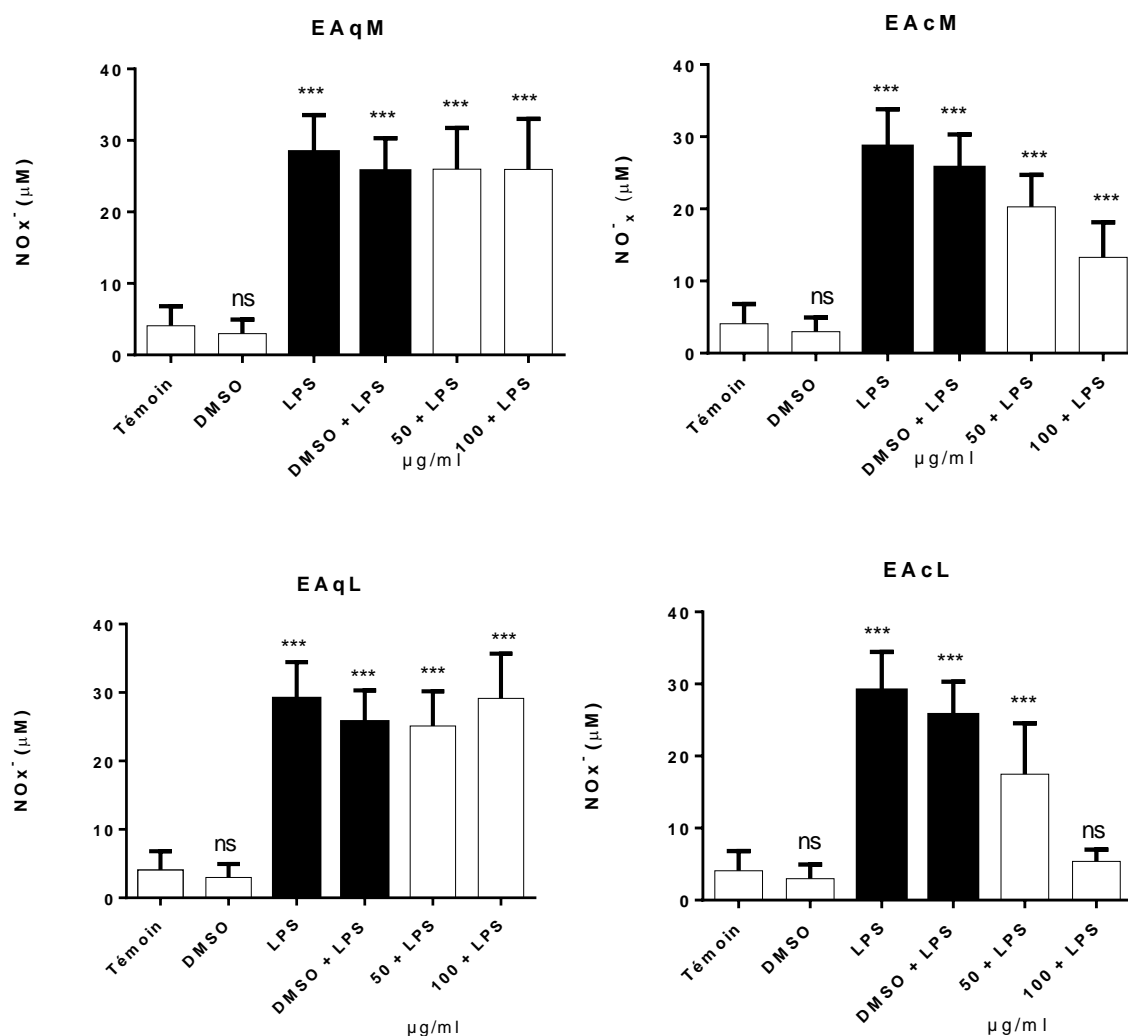 EAqM
NOx⁻ (μM)
40
30
20
10
0
ns
***
***
***
***
Témoin
DMSO
LPS
DMSO + LPS
50 + LPS
100 + LPS
µg/ml
EAcM
NO⁻x (μM)
40
30
20
10
0
ns
***
***
***
***
Témoin
DMSO
LPS
DMSO + LPS
50 + LPS
100 + LPS
µg/ml
EAqL
NOx⁻ (μM)
40
30
20
10
0
ns
***
***
***
***
Témoin
DMSO
LPS
DMSO + LPS
50 + LPS
100 + LPS
µg/ml
EAcL
NOx⁻ (μM)
40
30
20
10
0
ns
***
***
***
ns
Témoin
DMSO
LPS
DMSO + LPS
50 + LPS
100 + LPS
µg/ml